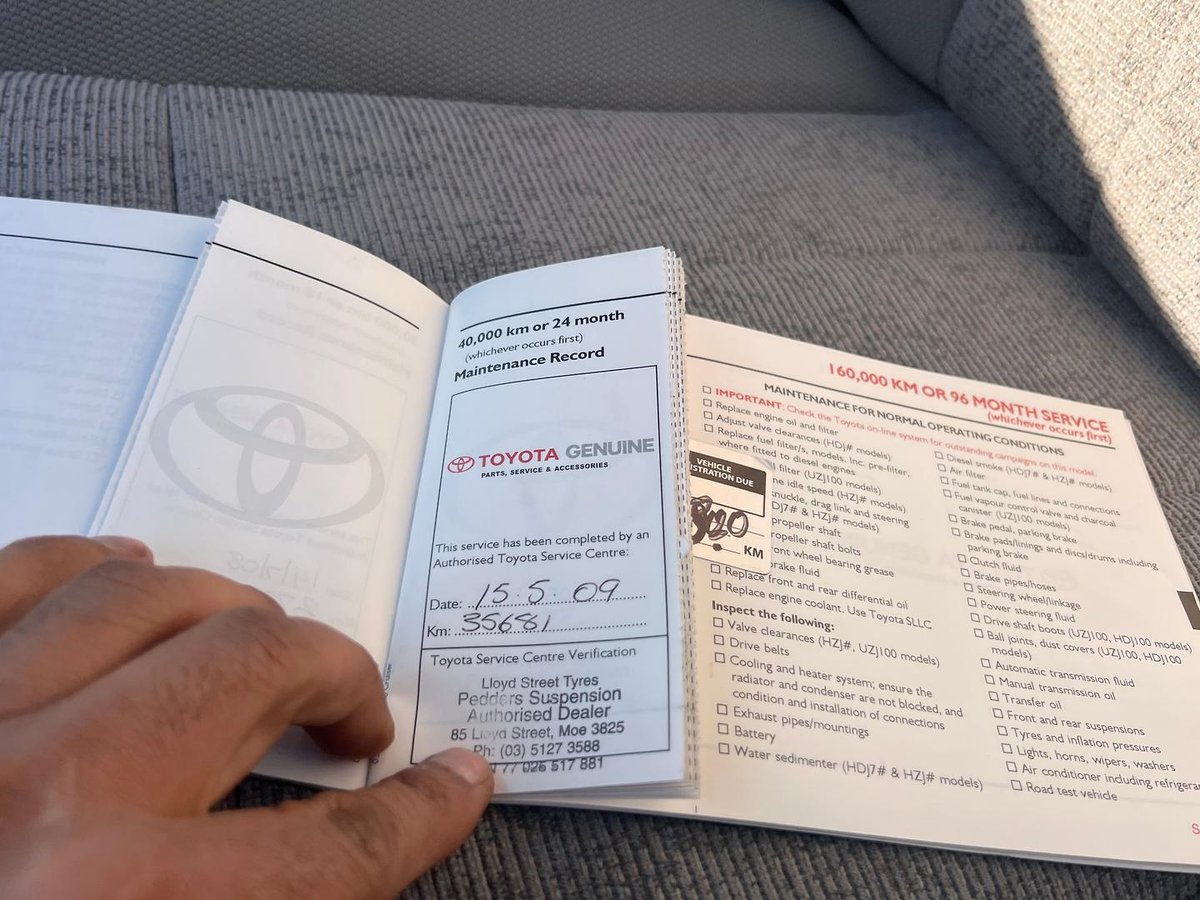 40,000 km or 24 month
(whichever occurs first)
Maintenance Record
TOYOTA GENUINE
PARTS, SERVICE & ACCESSORIES
This service has been completed by an
Authorised Toyota Service Centre:
Date: 15.5.09
Km: 35681
Toyota Service Centre Verification
Lloyd Street Tyres
Pedders Suspension
Authorised Dealer
85 Lloyd Street, Moe 3825
Ph: (03) 5127 3588
77 026 517 881
160,000 KM OR 96 MONTH SERVICE
(whichever occurs first)
MAINTENANCE FOR NORMAL OPERATING CONDITIONS
IMPORTANT: Check the Toyota on-line system for outstanding campaigns on this model.
Replace engine oil and filter
Adjust valve clearances (HDJ# models)
Replace fuel filter/s, models. Inc. pre-filter,
where fitted to diesel engines
filter (UZJ100 models)
idle speed (HZJ# models)
knuckle, drag link and steering
(HDJ7# & HZJ# models)
propeller shaft
propeller shaft bolts
front wheel bearing grease
brake fluid
Replace front and rear differential oil
Replace engine coolant. Use Toyota SLLC
Inspect the following:
Valve clearances (HZJ#, UZJ100 models)
Drive belts
Cooling and heater system; ensure the
radiator and condenser are not blocked, and
condition and installation of connections
Exhaust pipes/mountings
Battery
Water sedimenter (HDJ7# & HZJ# models)
Diesel smoke (HDJ7# & HZJ# models)
Air filter
Fuel tank cap, fuel lines and connections
Fuel vapour control valve and charcoal
canister (UZJ100 models)
Brake pedal, parking brake
Brake pads/linings and discs/drums including
parking brake
Clutch fluid
Brake pipes/hoses
Steering wheel/linkage
Power steering fluid
Drive shaft boots (UZJ100, HDJ100 models)
Ball joints, dust covers (UZJ100, HDJ100
models)
Automatic transmission fluid
Manual transmission oil
Transfer oil
Front and rear suspensions
Tyres and inflation pressures
Lights, horns, wipers, washers
Air conditioner including refrigera
Road test vehicle
VEHICLE
ISTRATION DUE
KM